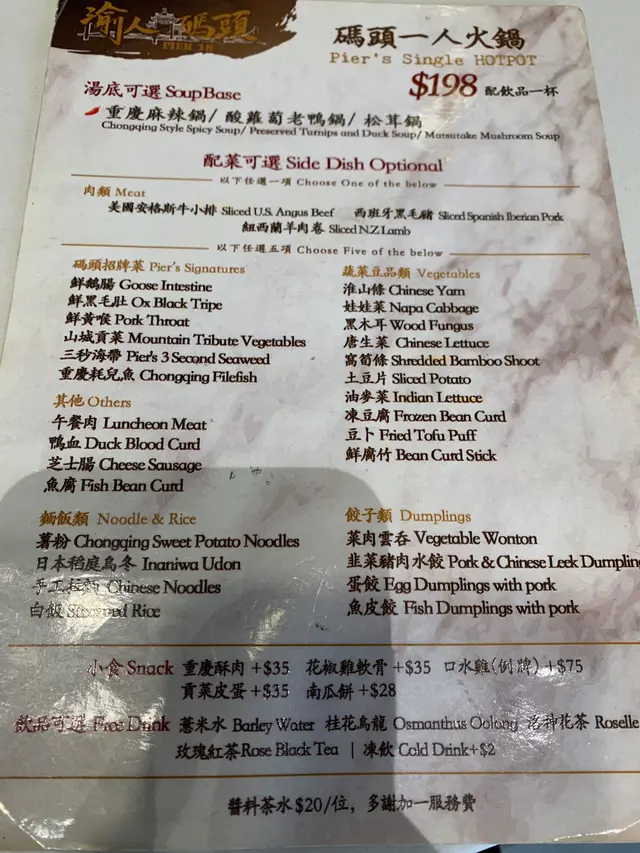 渝人碼頭
PIER 18
碼頭一人火鍋
Pier's Single HOTPOT
湯底可選 Soup Base $198 配飲品一杯
重慶麻辣鍋/ 酸蘿蔔老鴨鍋/ 松茸鍋
Chongqing Style Spicy Soup/ Preserved Turnips and Duck Soup/ Matsutake Mushroom Soup
配菜可選 Side Dish Optional
以下任選一項 Choose One of the below
肉類 Meat
美國安格斯牛小排 Sliced U.S. Angus Beef 西班牙黑毛豬 Sliced Spanish Iberian Pork
紐西蘭羊肉卷 Sliced N.Z Lamb
以下任選五項 Choose Five of the below
碼頭招牌菜 Pier's Signatures
鮮鵝腸 Goose Intestine
鮮黑毛肚 Ox Black Tripe
鮮黃喉 Pork Throat
山城貢菜 Mountain Tribute Vegetables
三秒海帶 Pier's 3 Second Seaweed
重慶耗兒魚 Chongqing Filefish
其他 Others
午餐肉 Luncheon Meat
鴨血 Duck Blood Curd
芝士腸 Cheese Sausage
魚腐 Fish Bean Curd
蔬菜豆品類 Vegetables
淮山條 Chinese Yam
娃娃菜 Napa Cabbage
黑木耳 Wood Fungus
唐生菜 Chinese Lettuce
窩筍條 Shredded Bamboo Shoot
土豆片 Sliced Potato
油麥菜 Indian Lettuce
凍豆腐 Frozen Bean Curd
豆卜 Fried Tofu Puff
鮮腐竹 Bean Curd Stick
麵飯類 Noodle & Rice
薯粉 Chongqing Sweet Potato Noodles
日本稻庭烏冬 Inaniwa Udon
手工拉麵 Chinese Noodles
白飯 Steamed Rice
餃子類 Dumplings
菜肉雲吞 Vegetable Wonton
韭菜豬肉水餃 Pork & Chinese Leek Dumplin
蛋餃 Egg Dumplings with pork
魚皮餃 Fish Dumplings with pork
小食 Snack 重慶酥肉 +$35 花椒雞軟骨 +$35 口水雞(例牌) +$75
貢菜皮蛋 +$35 南瓜餅 +$28
飲品可選 Free Drink 薏米水 Barley Water 桂花烏龍 Osmanthus Oolong 洛神花茶 Roselle
玫瑰紅茶 Rose Black Tea | 凍飲 Cold Drink+$2
醬料茶水 $20/位, 多謝加一服務費